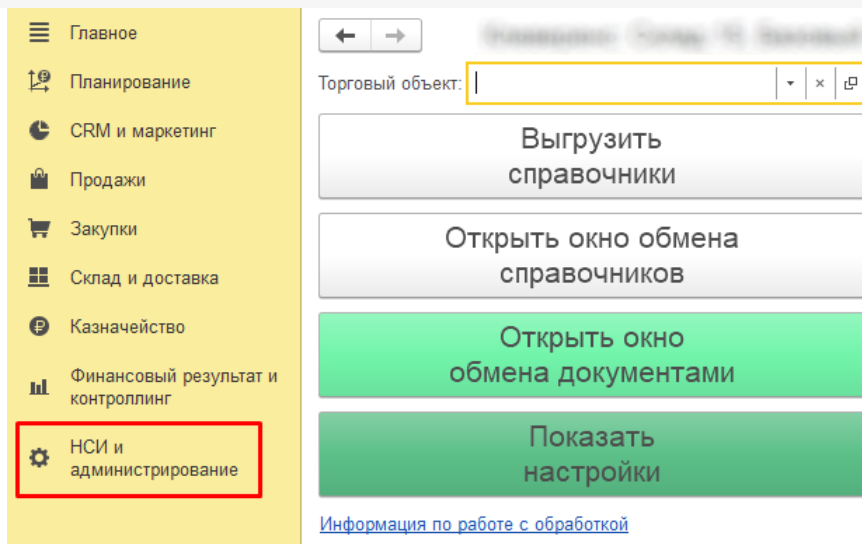 Главное
Планирование
CRM и маркетинг
Продажи
Закупки
Склад и доставка
Казначейство
Финансовый результат и
контроллинг
НСИ и
администрирование
Торговый объект:
Выгрузить
справочники
Открыть окно обмена
справочников
Открыть окно
обмена документами
Показать
настройки
Информация по работе с обработкой